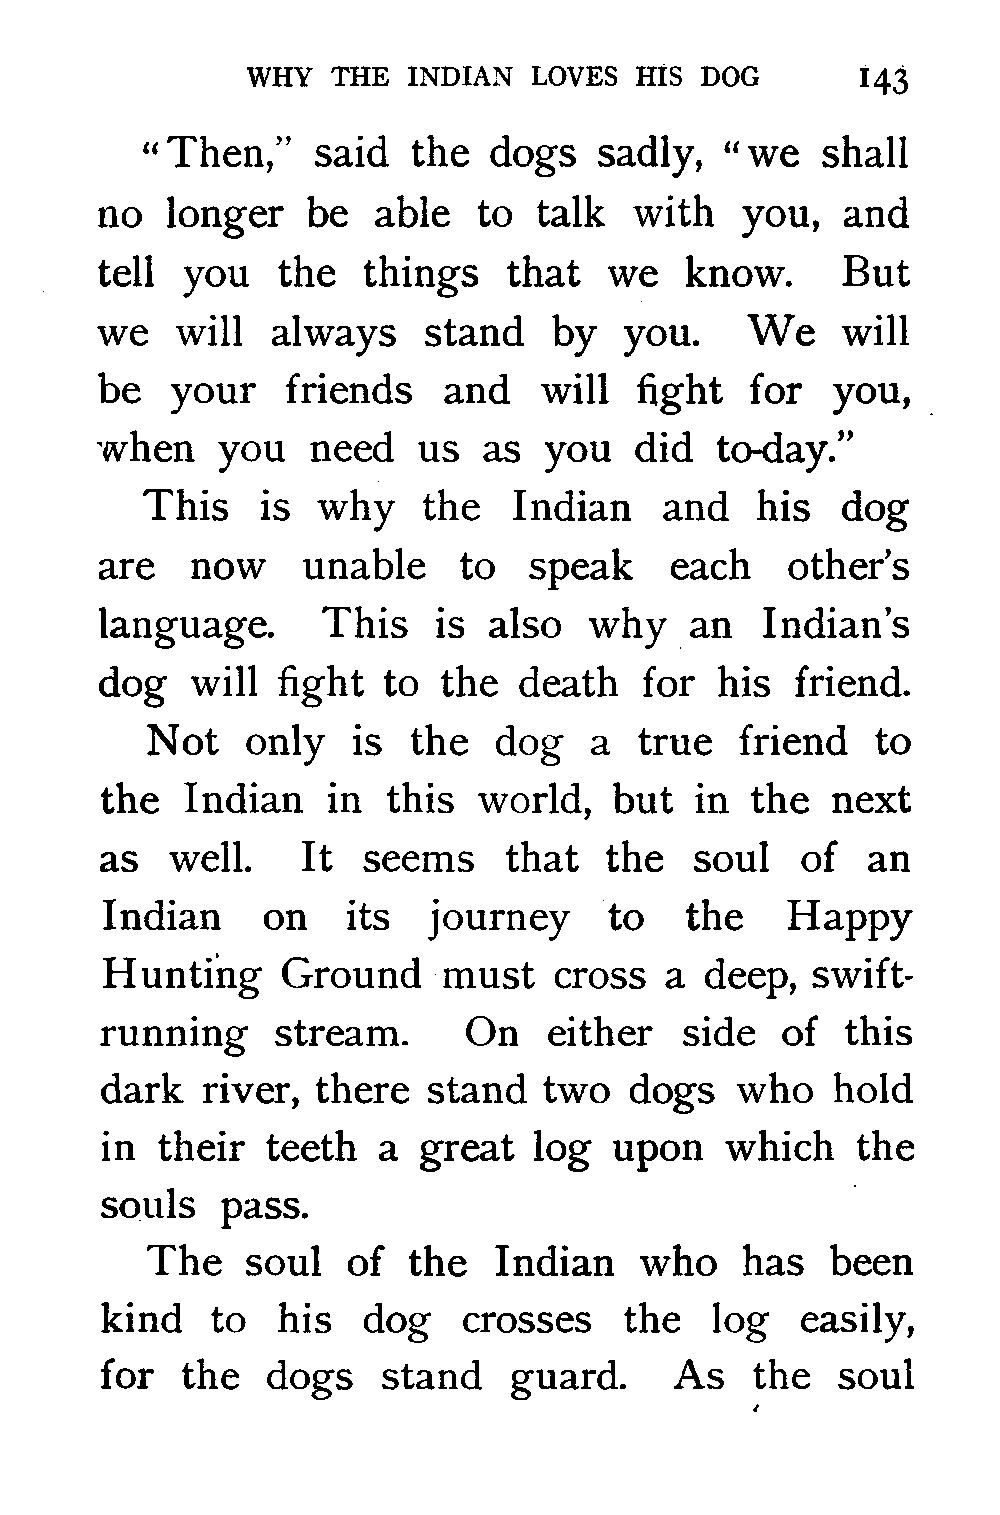 WHY THE INDIAN LOVES HIS DOG 143
“Then,” said the dogs sadly, “we shall
no longer be able to talk with you, and
tell you the things that we know. But
we will always stand by you. We will
be your friends and will fight for you,
when you need us as you did to-day.”
This is why the Indian and his dog
are now unable to speak each other’s
language. This is also why an Indian’s
dog will fight to the death for his friend.
Not only is the dog a true friend to
the Indian in this world, but in the next
as well. It seems that the soul of an
Indian on its journey to the Happy
Hunting Ground must cross a deep, swift-
running stream. On either side of this
dark river, there stand two dogs who hold
in their teeth a great log upon which the
souls pass.
The soul of the Indian who has been
kind to his dog crosses the log easily,
for the dogs stand guard. As the soul